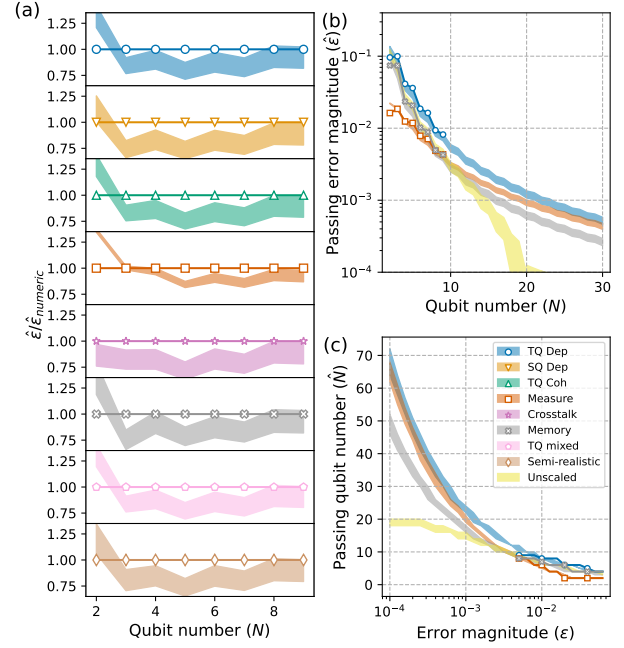 (a)
1.25
1.00
0.75
1.25
1.00
0.75
1.25
1.00
0.75
1.25
1.00
0.75
1.25
1.00
0.75
1.25
1.00
0.75
1.25
1.00
0.75
1.25
1.00
0.75
ε̂/ε̂numeric
2 4 6 8
Qubit number (N)
(b)
Passing error magnitude (ε̂)
10⁻¹
10⁻²
10⁻³
10⁻⁴
0 10 20 30
Qubit number (N)
(c)
Passing qubit number (N̂)
70
60
50
40
30
20
10
0
TQ Dep
SQ Dep
TQ Coh
Measure
Crosstalk
Memory
TQ mixed
Semi-realistic
Unscaled
10⁻⁴ 10⁻³ 10⁻²
Error magnitude (ε)